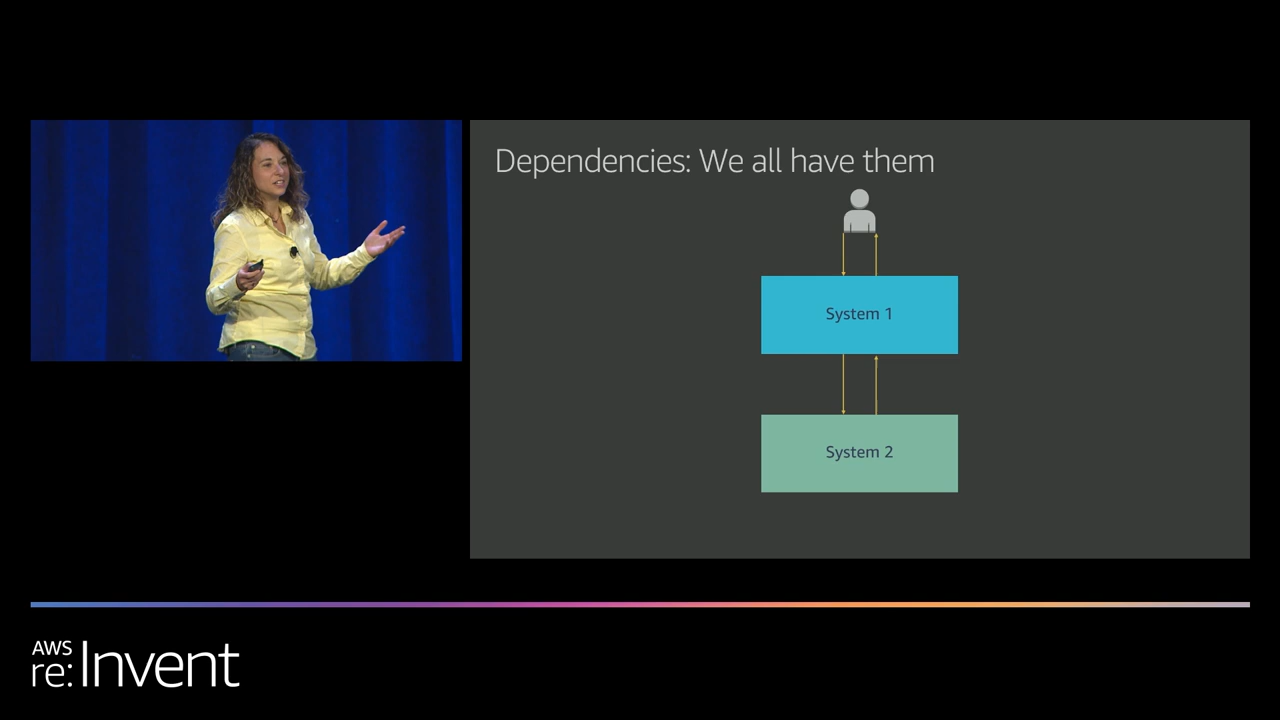 Dependencies: We all have them
System 1
System 2
AWS
re:Invent